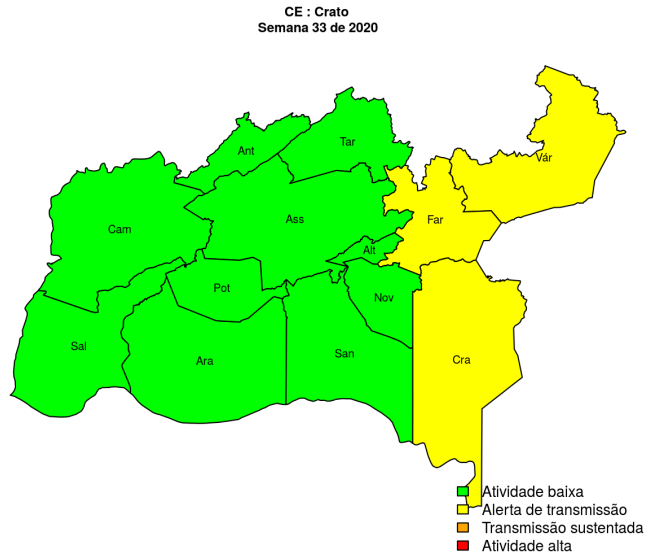 CE : Crato
Semana 33 de 2020
Ant
Tar
Vár
Cam
Ass
Far
Alt
Pot
Nov
Sal
Ara
San
Cra
Atividade baixa
Alerta de transmissão
Transmissão sustentada
Atividade alta